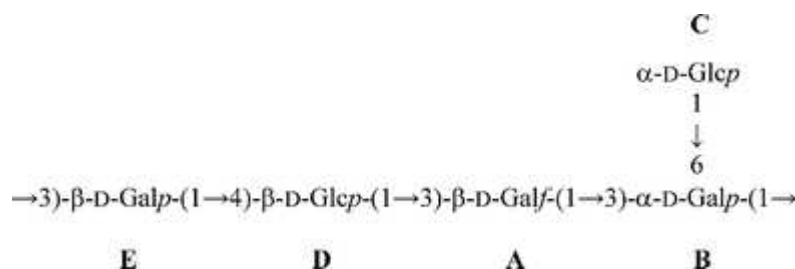 C
α-D-Glcp
1
↓
6
→3)-β-D-Galp-(1→4)-β-D-Glcp-(1→3)-β-D-Galf-(1→3)-α-D-Galp-(1→
E D A B